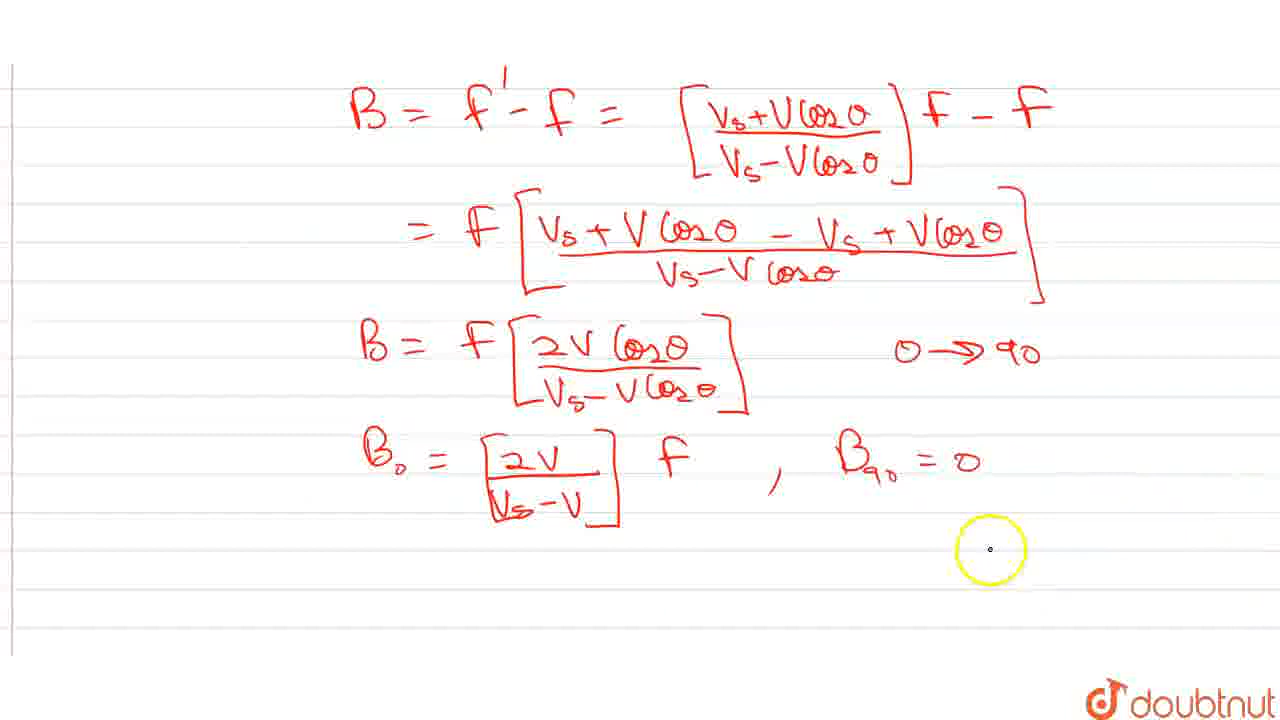 B = f' - f = [(Vs + V Cos θ)/(Vs - V Cos θ)] F - F
= F [(Vs + V Cos θ - Vs + V Cos θ)/(Vs - V Cos θ)]
B = F [(2V Cos θ)/(Vs - V Cos θ)] 0 → 90
B₀ = [(2V)/(Vs - V)] F , B₉₀ = 0
doubtnut